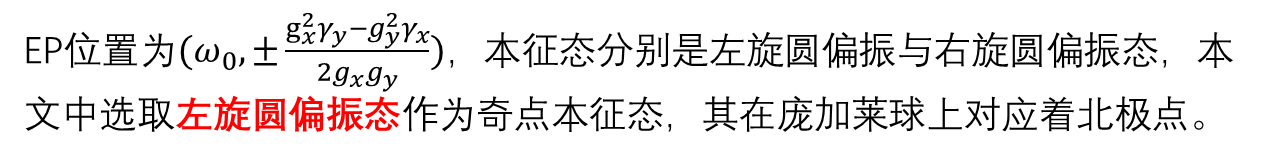 EP位置为(ω₀,±(g_x²γ_y−g_y²γ_x)/(2g_xg_y)),本征态分别是左旋圆偏振与右旋圆偏振态,本
文中选取左旋圆偏振态作为奇点本征态,其在庞加莱球上对应着北极点。